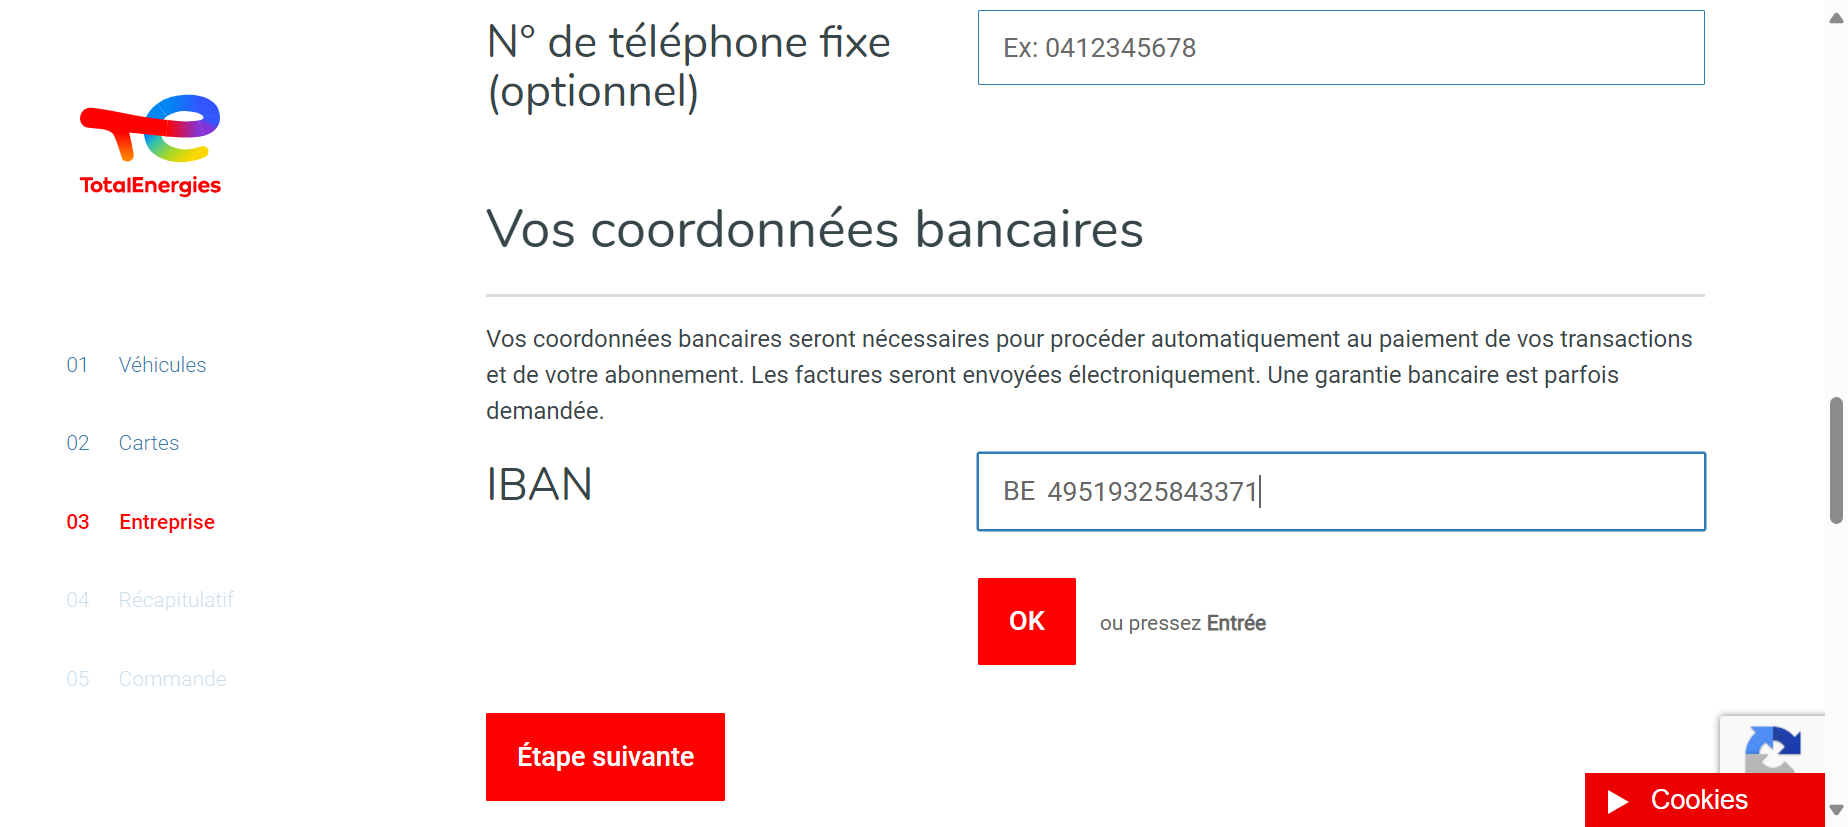 N° de téléphone fixe
(optionnel)
Ex: 0412345678
TotalEnergies
Vos coordonnées bancaires
Vos coordonnées bancaires seront nécessaires pour procéder automatiquement au paiement de vos transactions
et de votre abonnement. Les factures seront envoyées électroniquement. Une garantie bancaire est parfois
demandée.
01 Véhicules
02 Cartes
03 Entreprise
04 Récapitulatif
05 Commande
IBAN
BE 49519325843371
OK
ou pressez Entrée
Étape suivante
Cookies